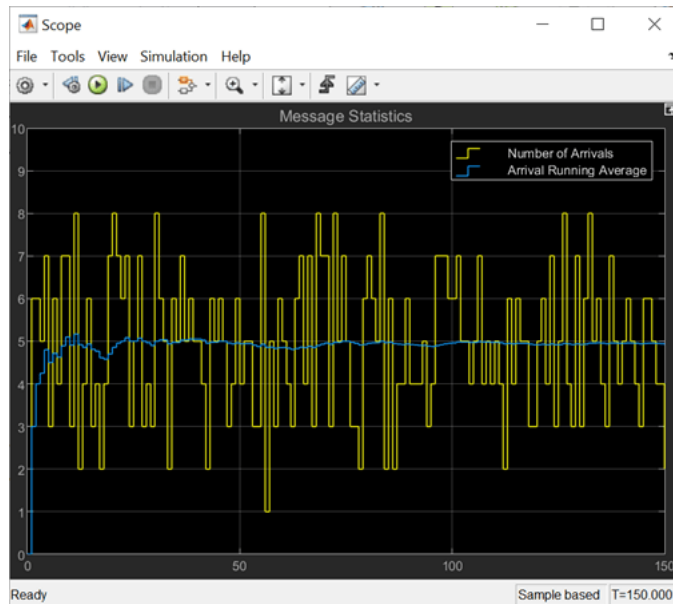 Scope
File Tools View Simulation Help
Message Statistics
Number of Arrivals
Arrival Running Average
10
9
8
7
6
5
4
3
2
1
0
0 50 100 150
Ready Sample based T=150.000